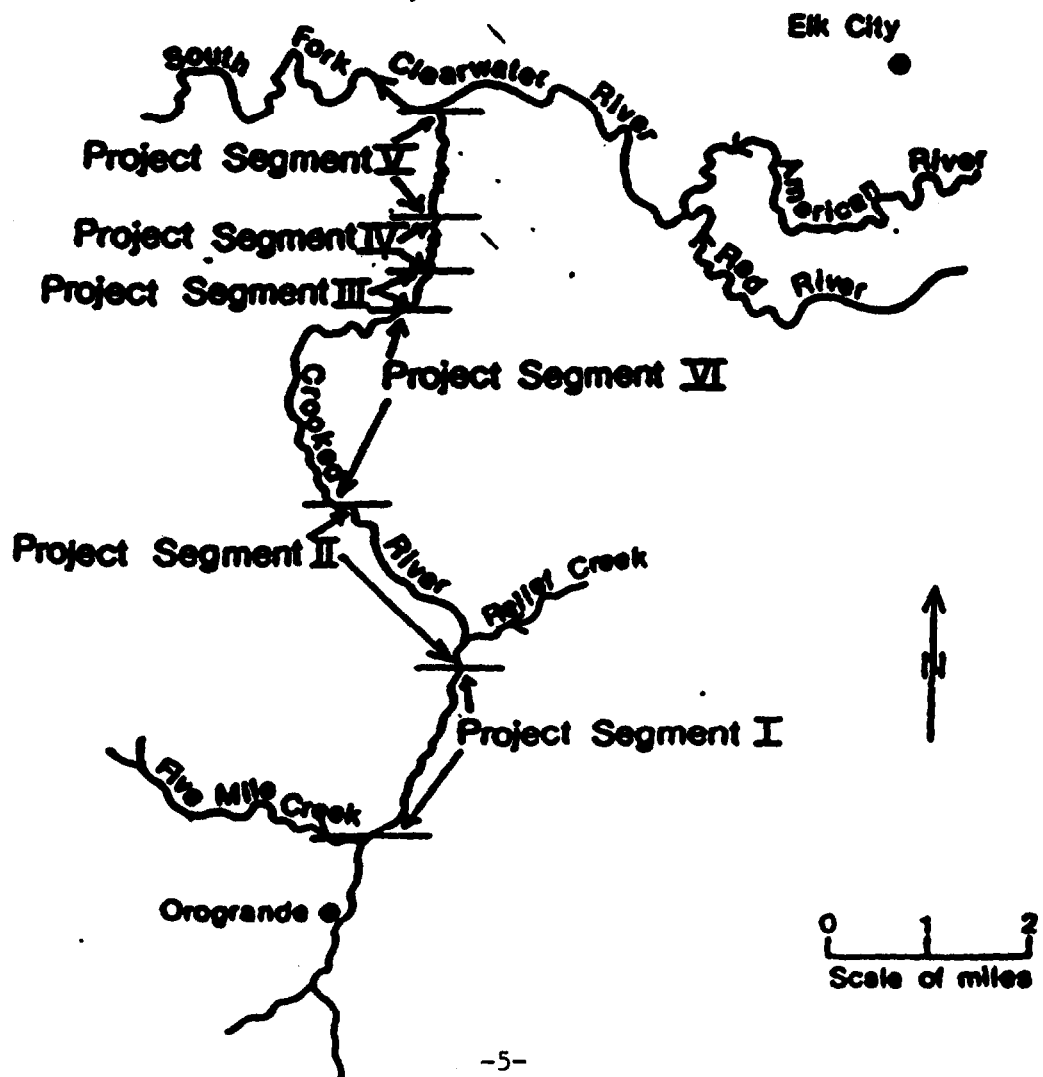 Elk City
South Fork Clearwater River
Project Segment V
American River
Project Segment IV
Red River
Project Segment III
Project Segment VI
Crooked River
Project Segment II
Relief Creek
N
Project Segment I
Five Mile Creek
Orogrande
0 1 2
Scale of miles
-5-